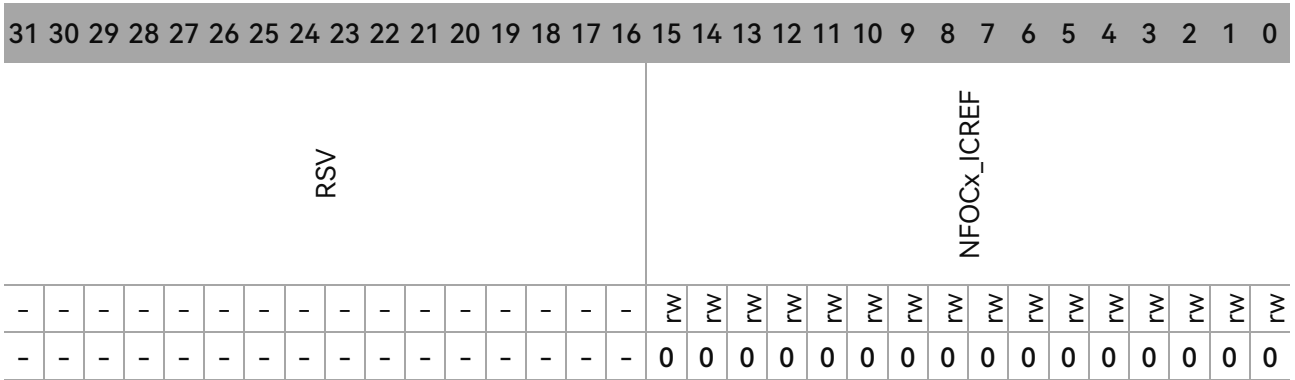 31 30 29 28 27 26 25 24 23 22 21 20 19 18 17 16 15 14 13 12 11 10 9 8 7 6 5 4 3 2 1 0
RSV NFOCx_ICREF
- - - - - - - - - - - - - - - - rw rw rw rw rw rw rw rw rw rw rw rw rw rw rw rw
- - - - - - - - - - - - - - - - 0 0 0 0 0 0 0 0 0 0 0 0 0 0 0 0